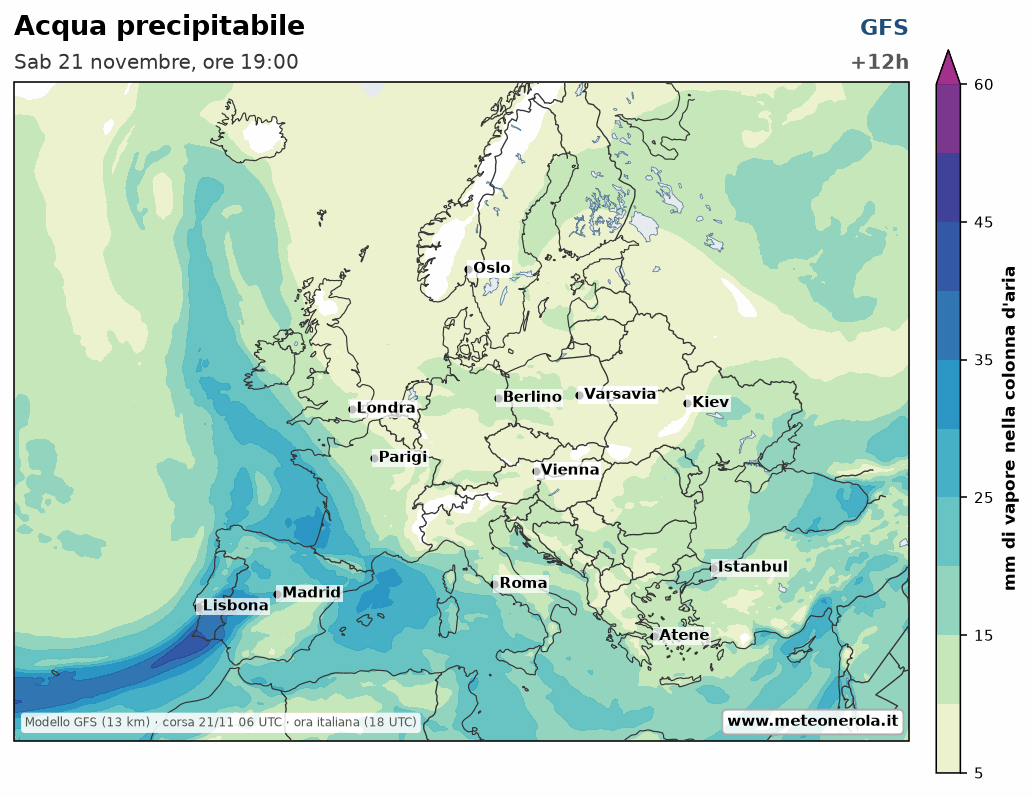 Acqua precipitabile
GFS
Sab 21 novembre, ore 19:00
+12h
60
45
35
25
15
5
mm di vapore nella colonna d'aria
Oslo
Berlino
Varsavia
Kiev
Londra
Parigi
Vienna
Istanbul
Roma
Madrid
Lisbona
Atene
Modello GFS (13 km) · corsa 21/11 06 UTC · ora italiana (18 UTC)
www.meteonerola.it